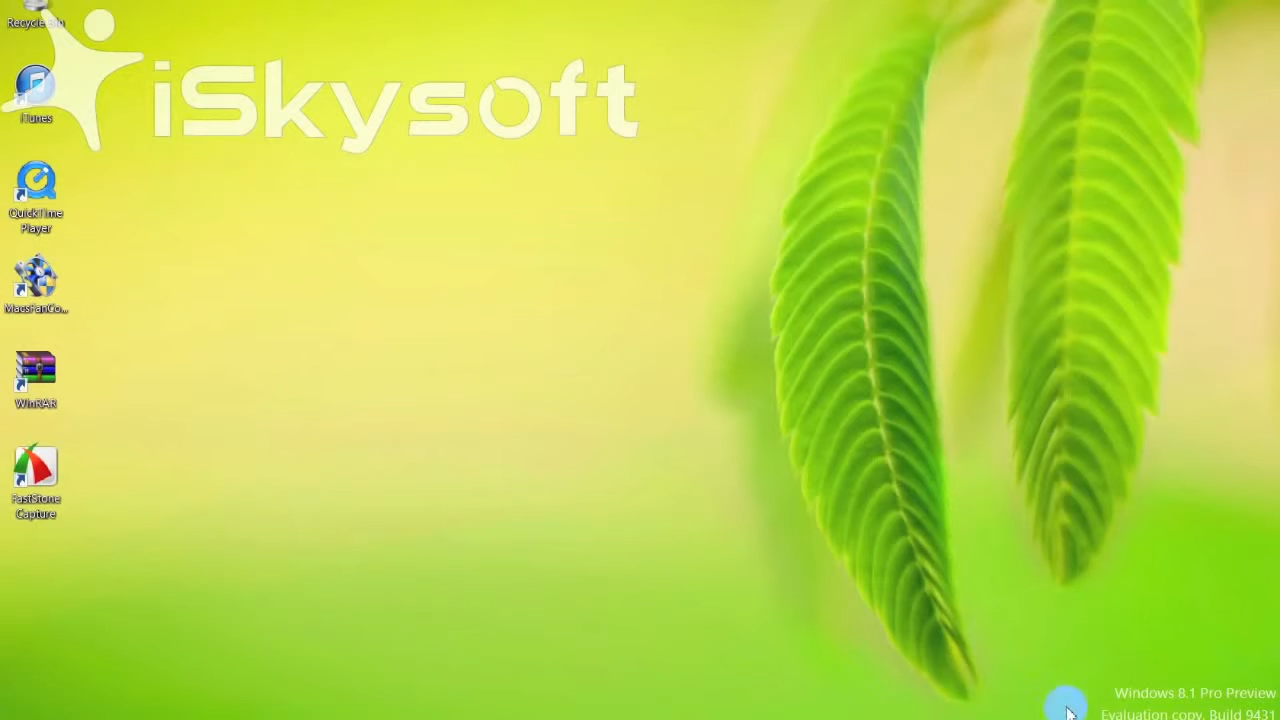 Recycle Bin
iSkysoft
iTunes
QuickTime
Player
MacsFanCo...
WinRAR
FastStone
Capture
Windows 8.1 Pro Preview
Evaluation copy. Build 9431